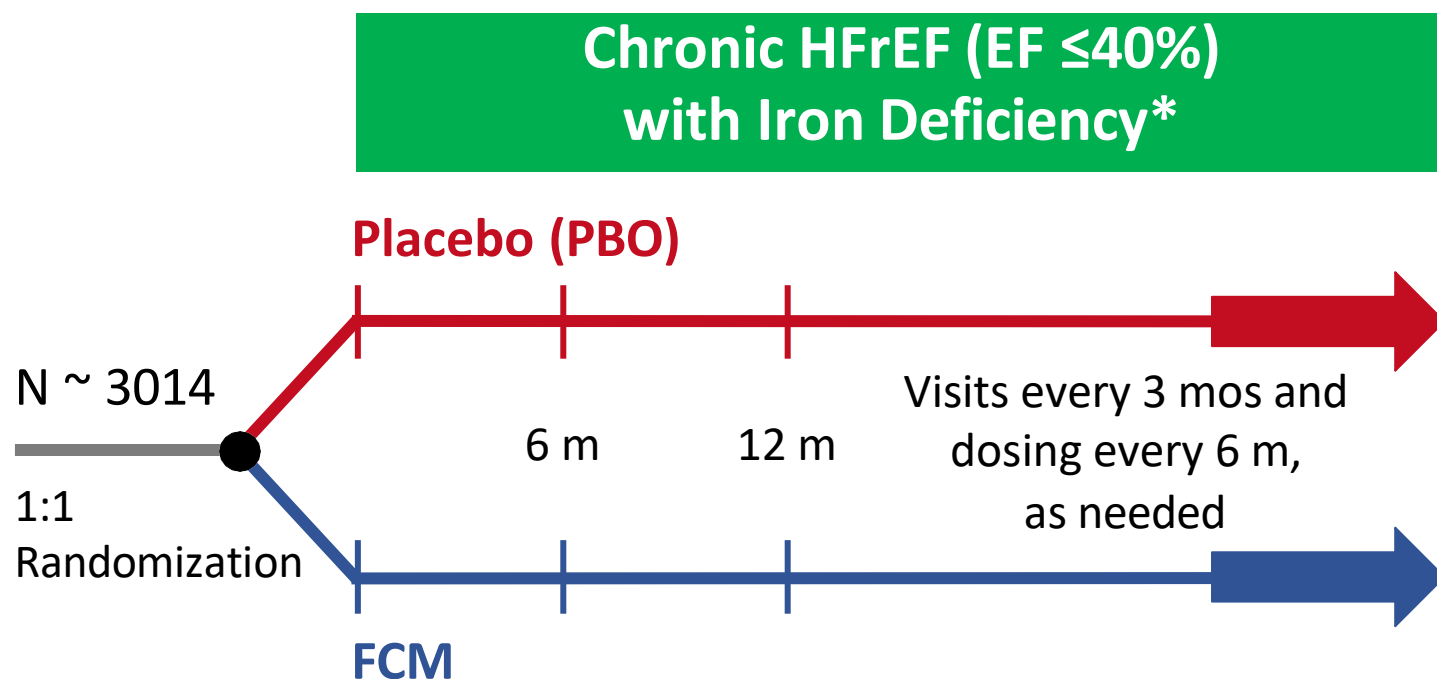 Chronic HFrEF (EF ≤40%)
with Iron Deficiency*
Placebo (PBO)
N ~ 3014
1:1
Randomization
6 m
12 m
Visits every 3 mos and
dosing every 6 m,
as needed
FCM